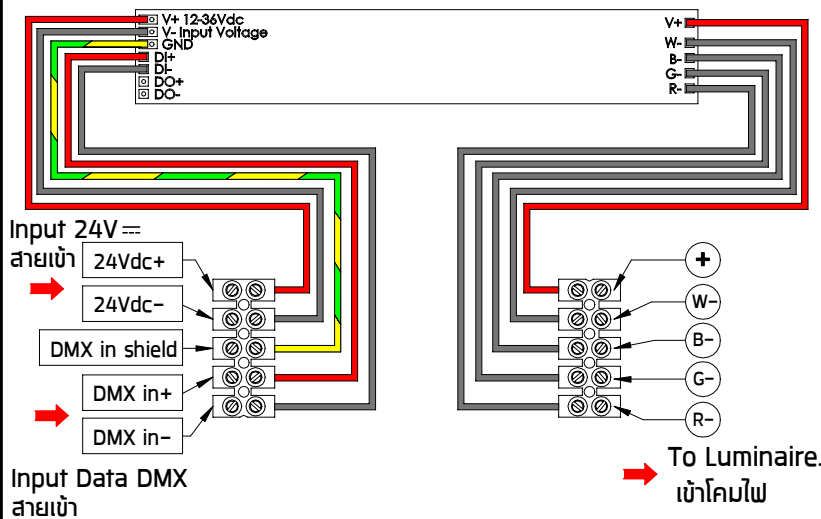 V+ 12-36Vdc
V- Input Voltage
GND
DI+
DI-
DO+
DO-
V+
W-
B-
G-
R-
Input 24V⎓
สายเข้า
24Vdc+
24Vdc-
DMX in shield
DMX in+
DMX in-
Input Data DMX
สายเข้า
+
W-
B-
G-
R-
To Luminaire.
เข้าโคมไฟ